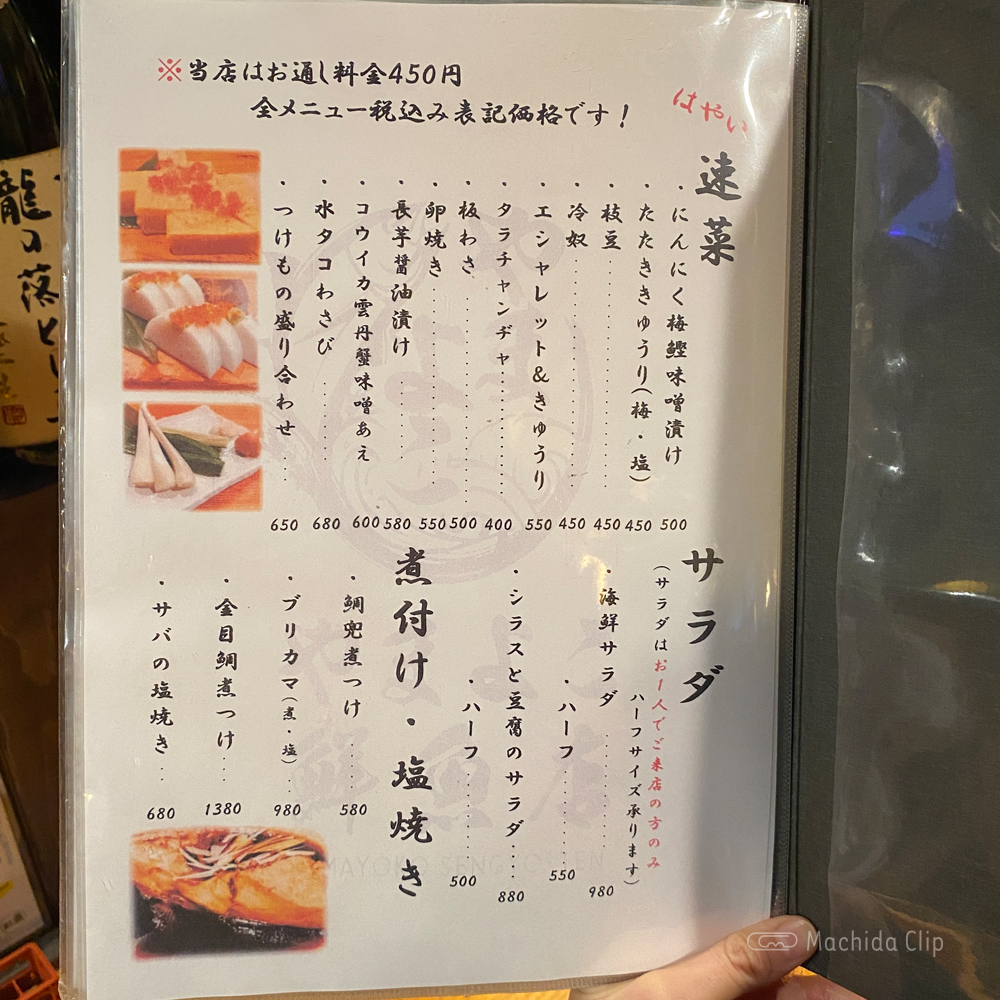 ※当店はお通し料金450円
全メニュー税込み表記価格です！
はやい
速菜
・にんにく梅鰹味噌漬け 500
・たたききゅうり(梅・塩) 450
・枝豆 450
・冷奴 450
・エシャレット&きゅうり 550
・タラチャンヂャ 400
・板わさ 500
・卵焼き 550
・長芋醤油漬け 580
・コウイカ雲丹蟹味噌あえ 600
・水タコわさび 680
・つけもの盛り合わせ 650
サラダ
(サラダはお1人でご来店の方のみ
ハーフサイズ承ります)
・海鮮サラダ 980
・ハーフ 550
・シラスと豆腐のサラダ 880
・ハーフ 500
煮付け・塩焼き
・鯛兜煮つけ 580
・ブリカマ(煮・塩) 980
・金目鯛煮つけ 1380
・サバの塩焼き 680
Machida Clip